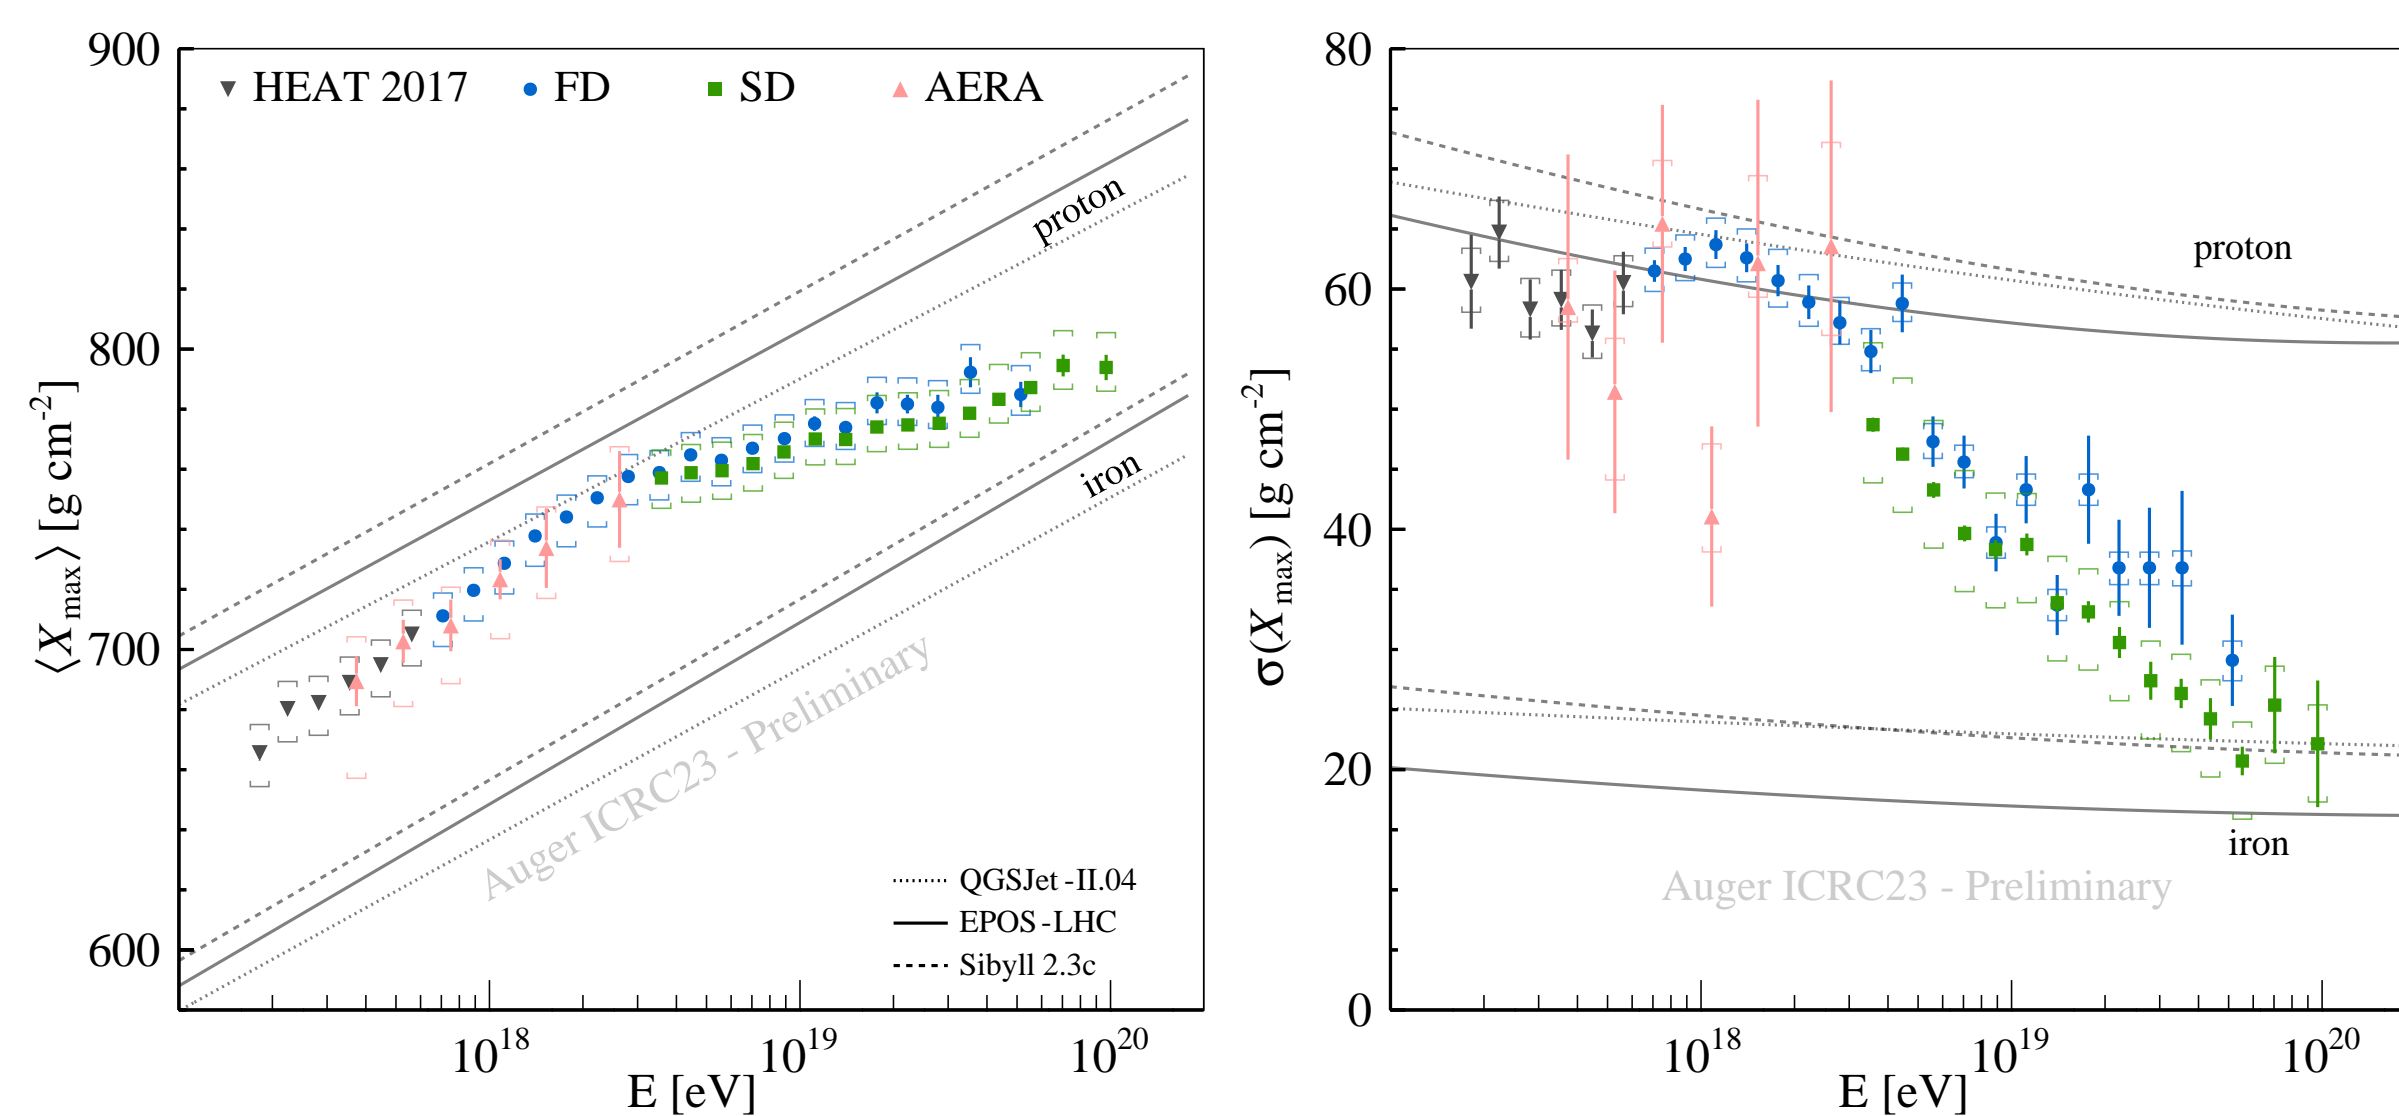 900
800
700
600
⟨Xmax⟩ [g cm-2]
HEAT 2017 FD SD AERA
proton
iron
Auger ICRC23 - Preliminary
QGSJet-II.04
EPOS-LHC
Sibyll 2.3c
10^18 10^19 10^20
E [eV]
80
60
40
20
0
σ(Xmax) [g cm-2]
proton
iron
Auger ICRC23 - Preliminary
10^18 10^19 10^20
E [eV]